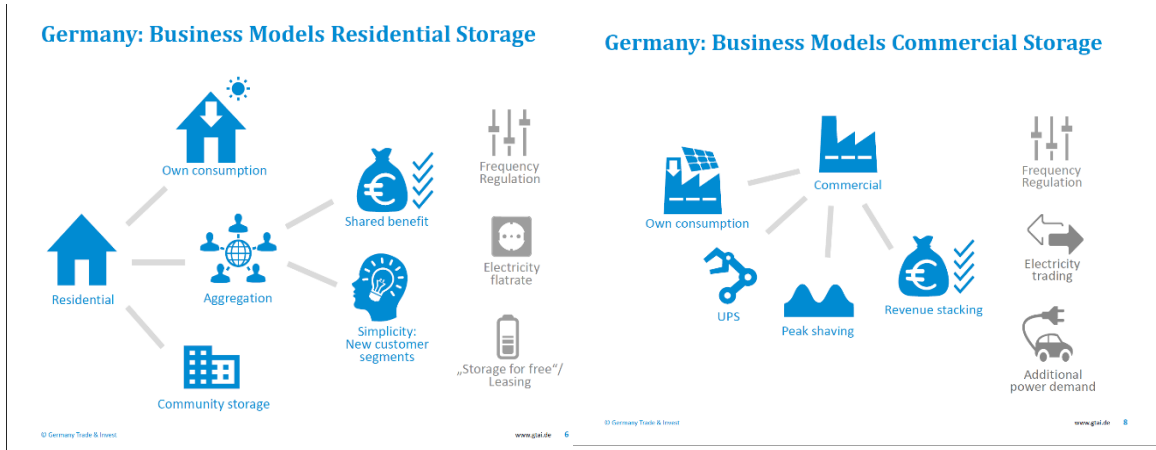 Germany: Business Models Residential Storage
Own consumption
Shared benefit
Residential
Aggregation
Simplicity:
New customer
segments
Community storage
Frequency
Regulation
Electricity
flatrate
„Storage for free“/
Leasing
© Germany Trade & Invest
www.gtai.de 6
Germany: Business Models Commercial Storage
Commercial
Own consumption
UPS
Peak shaving
Revenue stacking
Frequency
Regulation
Electricity
trading
Additional
power demand
© Germany Trade & Invest
www.gtai.de 8